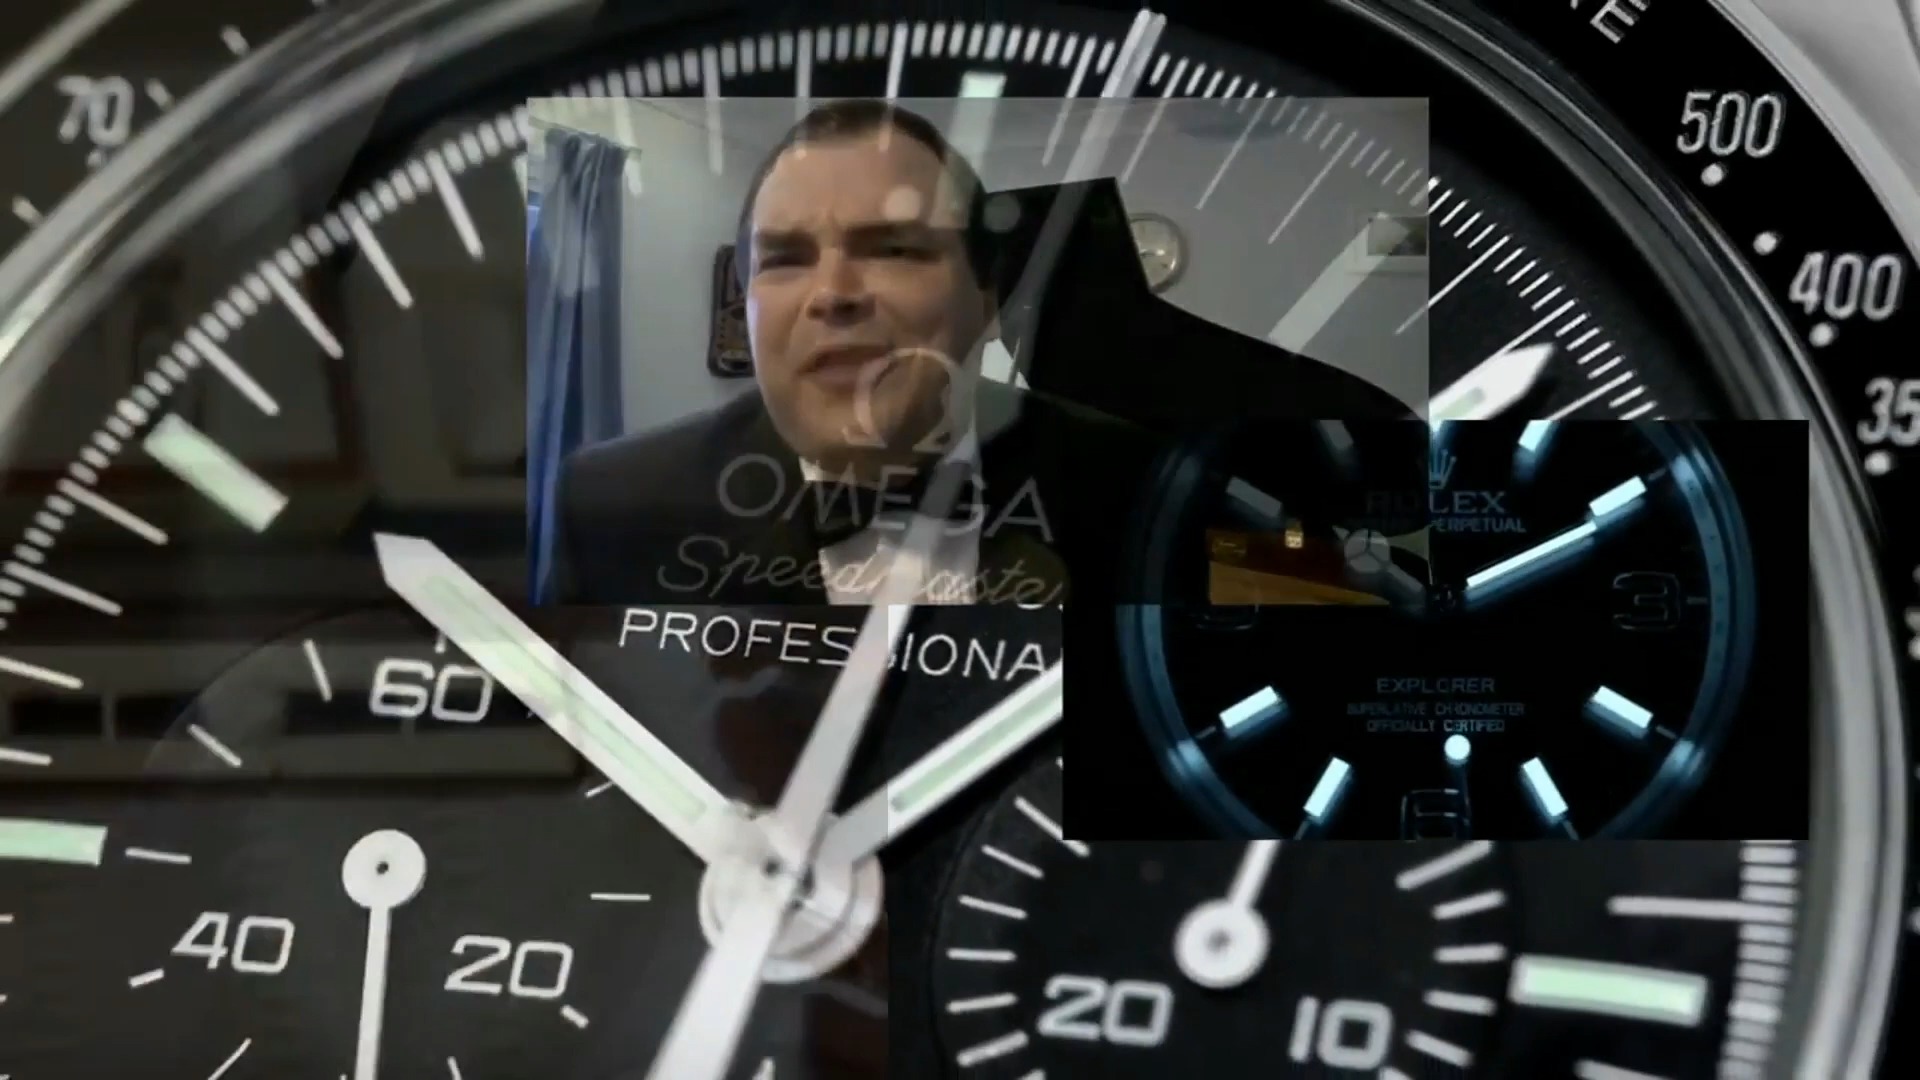 70
500
400
35
OMEGA
Speedmaster
PROFESSIONA
ROLEX
PERPETUAL
3
EXPLORER
SUPERLATIVE CHRONOMETER
OFFICIALLY CERTIFIED
6
60
40
20
20
10